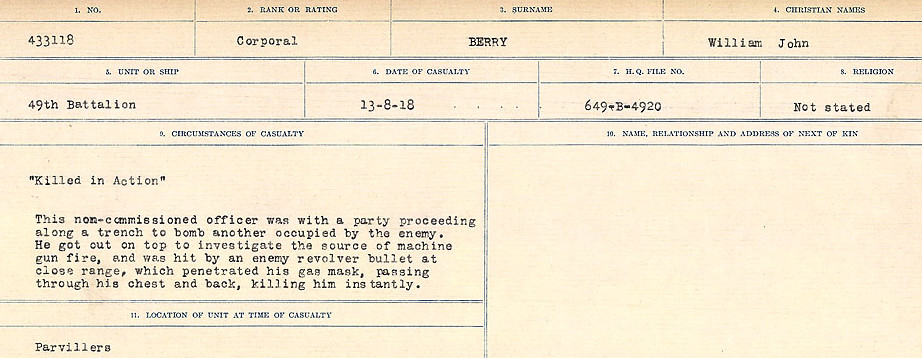 1. NO. 2. RANK OR RATING 3. SURNAME 4. CHRISTIAN NAMES
433118 Corporal BERRY William John
5. UNIT OR SHIP 6. DATE OF CASUALTY 7. H.Q. FILE NO. 8. RELIGION
49th Battalion 13-8-18 . . . . . 649-B-4920 Not stated
9. CIRCUMSTANCES OF CASUALTY 10. NAME, RELATIONSHIP AND ADDRESS OF NEXT OF KIN
"Killed in Action"
This non-commissioned officer was with a party proceeding
along a trench to bomb another occupied by the enemy.
He got out on top to investigate the source of machine
gun fire, and was hit by an enemy revolver bullet at
close range, which penetrated his gas mask, passing
through his chest and back, killing him instantly.
11. LOCATION OF UNIT AT TIME OF CASUALTY
Parvillers